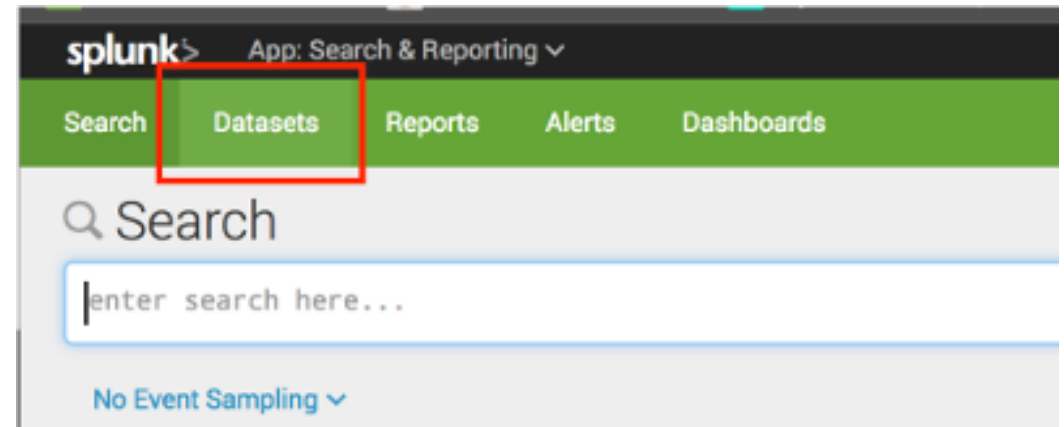 splunk> App: Search & Reporting
Search Datasets Reports Alerts Dashboards
Search
enter search here...
No Event Sampling